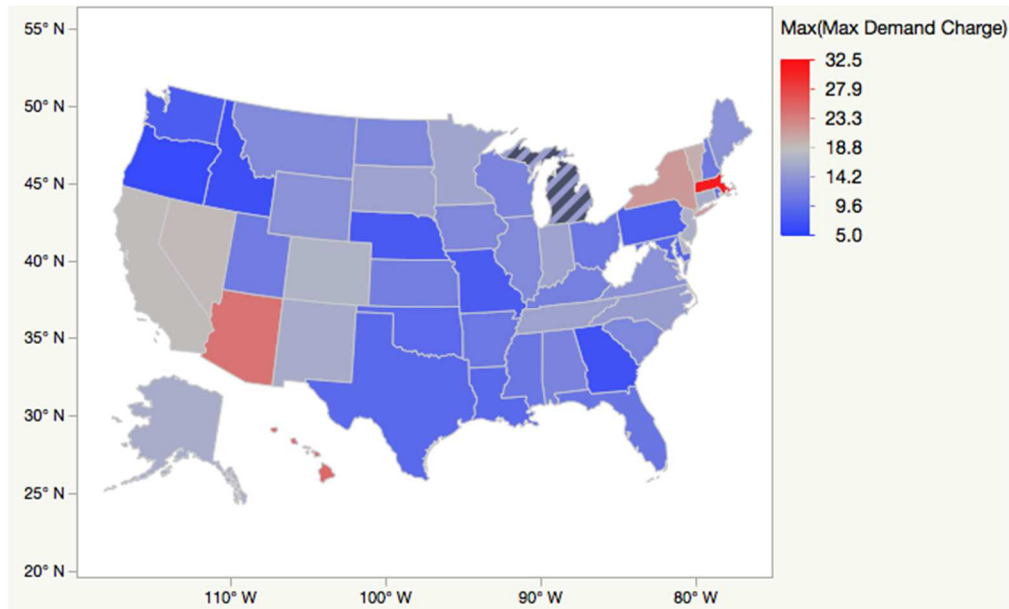 Max(Max Demand Charge)
32.5
27.9
23.3
18.8
14.2
9.6
5.0
55° N
50° N
45° N
40° N
35° N
30° N
25° N
20° N
110° W
100° W
90° W
80° W